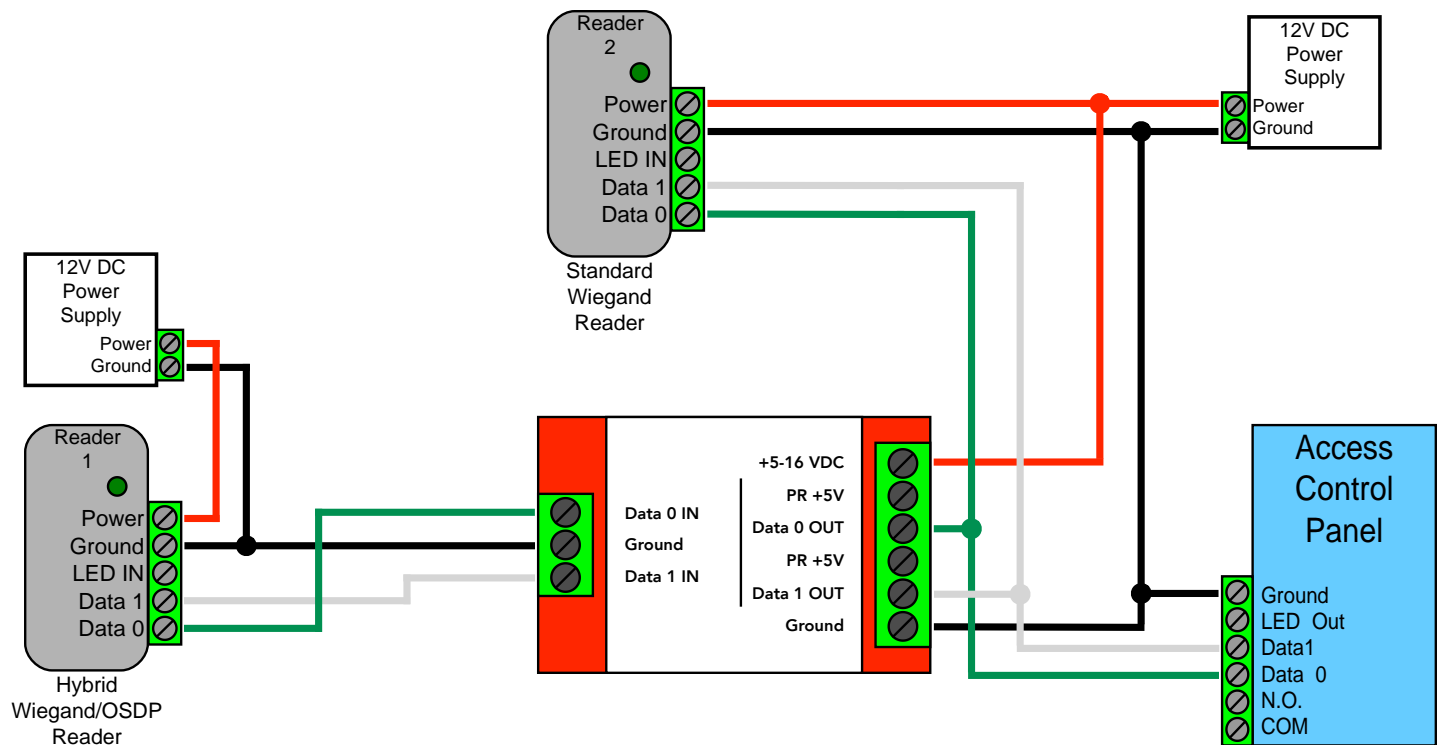 Reader
2
Power
Ground
LED IN
Data 1
Data 0
Standard
Wiegand
Reader
12V DC
Power
Supply
Power
Ground
12V DC
Power
Supply
Power
Ground
Reader
1
Power
Ground
LED IN
Data 1
Data 0
Hybrid
Wiegand/OSDP
Reader
Data 0 IN
Ground
Data 1 IN
+5-16 VDC
PR +5V
Data 0 OUT
PR +5V
Data 1 OUT
Ground
Access
Control
Panel
Ground
LED Out
Data1
Data 0
N.O.
COM